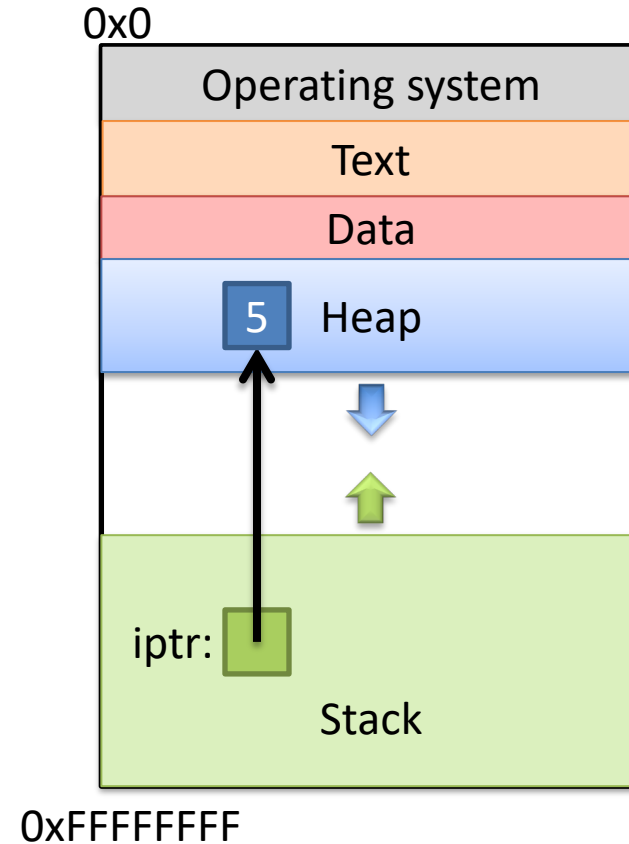 0x0
Operating system
Text
Data
5 Heap
iptr:
Stack
0xFFFFFFFF